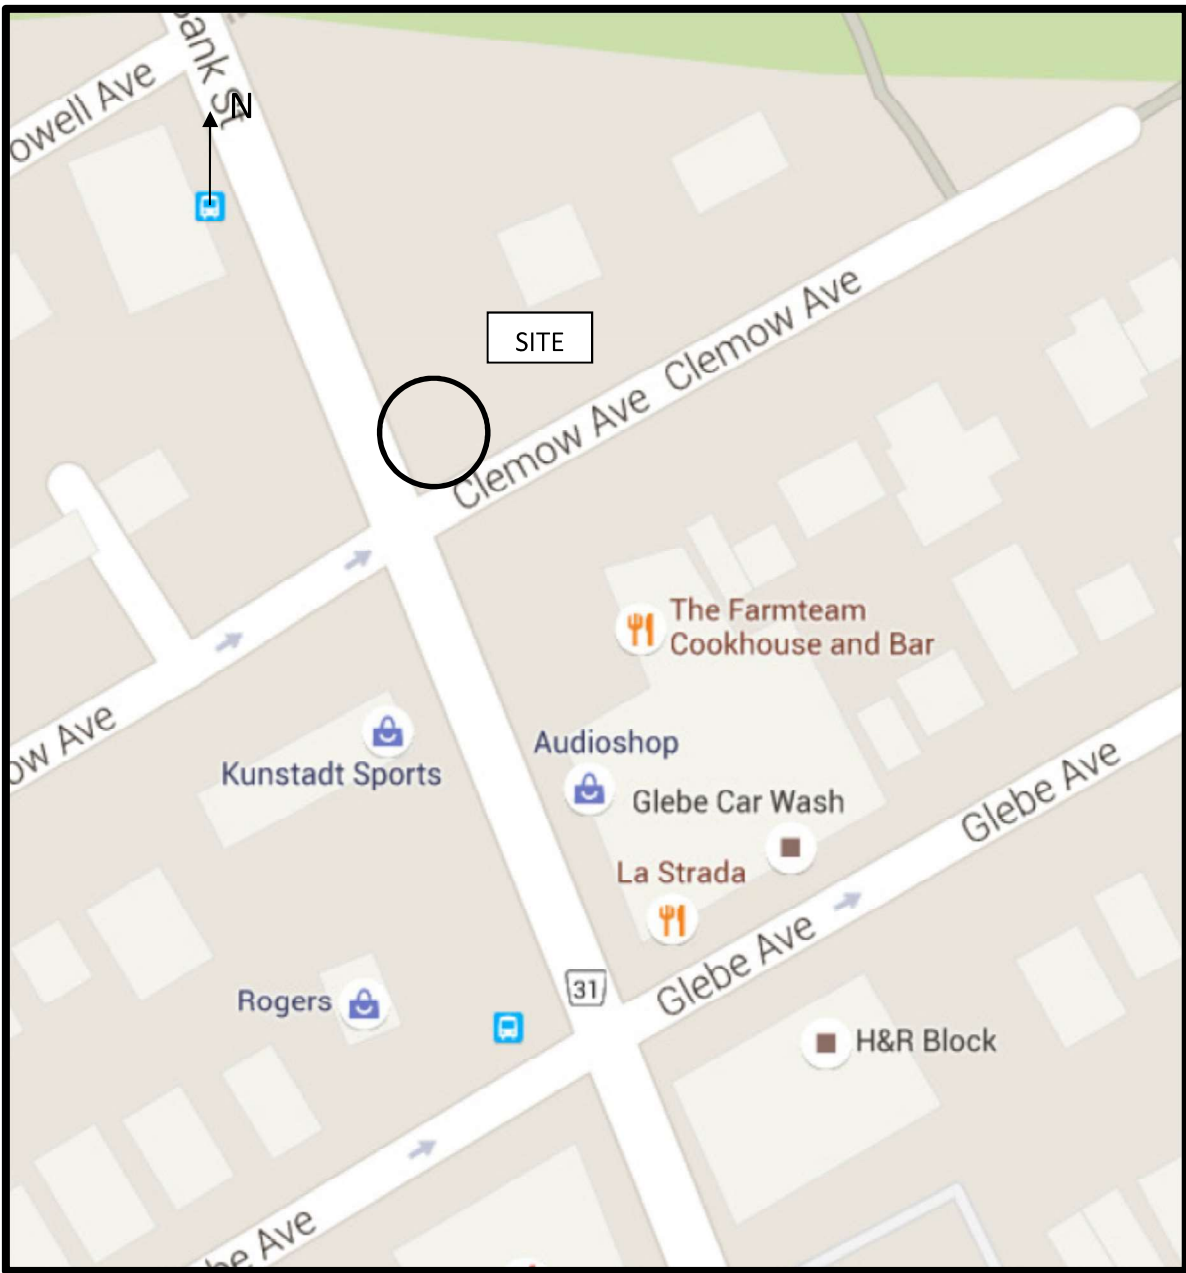 owell Ave
ank St
N
SITE
Clemow Ave
Clemow Ave
The Farmteam
Cookhouse and Bar
ow Ave
Kunstadt Sports
Audioshop
Glebe Car Wash
La Strada
Glebe Ave
Glebe Ave
31
Rogers
H&R Block
be Ave